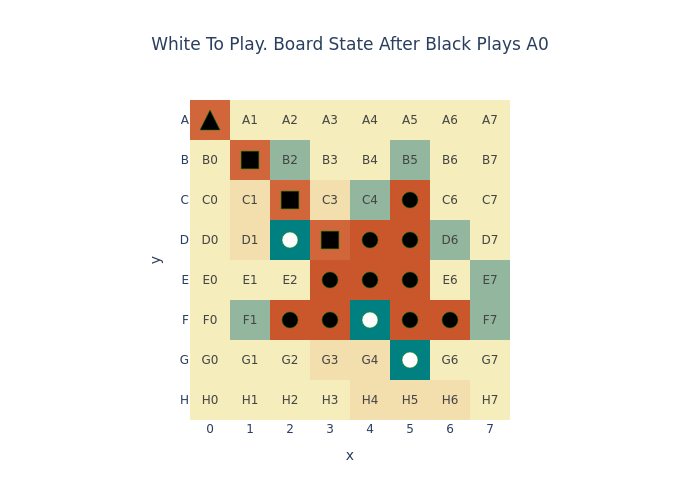 White To Play. Board State After Black Plays A0
A A1 A2 A3 A4 A5 A6 A7
B B0 B2 B3 B4 B5 B6 B7
C C0 C1 C3 C4 C6 C7
D D0 D1 D6 D7
y
E E0 E1 E2 E6 E7
F F0 F1 F7
G G0 G1 G2 G3 G4 G6 G7
H H0 H1 H2 H3 H4 H5 H6 H7
0 1 2 3 4 5 6 7
x